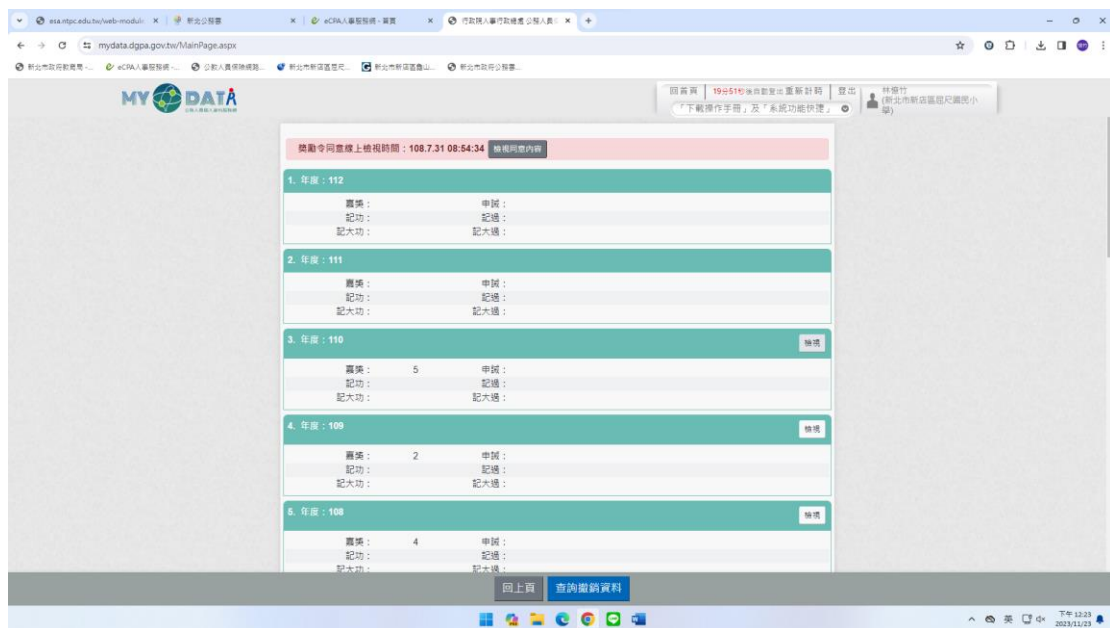 esa.ntpc.edu.tw/web-modul
新北公務雲
eCPA人事服務網 - 首頁
行政院人事行政總處 公務人員
mydata.dgpa.gov.tw/MainPage.aspx
新北市政府教育局 -...
eCPA人事服務網 -...
公教人員保險網路...
新北市新店區屈尺...
新北市新店區龜山...
新北市政府公務雲...
MY DATA
回首頁 19分51秒後自動登出 重新計時 登出
「下載操作手冊」及「系統功能快捷」
(新北市新店區屈尺國民小
學)
獎勵令同意線上檢視時間：108.7.31 08:54:34 檢視同意內容
1. 年度：112
嘉獎： 申誡：
記功： 記過：
記大功： 記大過：
2. 年度：111
嘉獎： 申誡：
記功： 記過：
記大功： 記大過：
3. 年度：110 檢視
嘉獎： 5 申誡：
記功： 記過：
記大功： 記大過：
4. 年度：109 檢視
嘉獎： 2 申誡：
記功： 記過：
記大功： 記大過：
5. 年度：108 檢視
嘉獎： 4 申誡：
記功： 記過：
記大功： 記大過：
回上頁 查詢撤銷資料
英
下午 12:23
2023/11/23